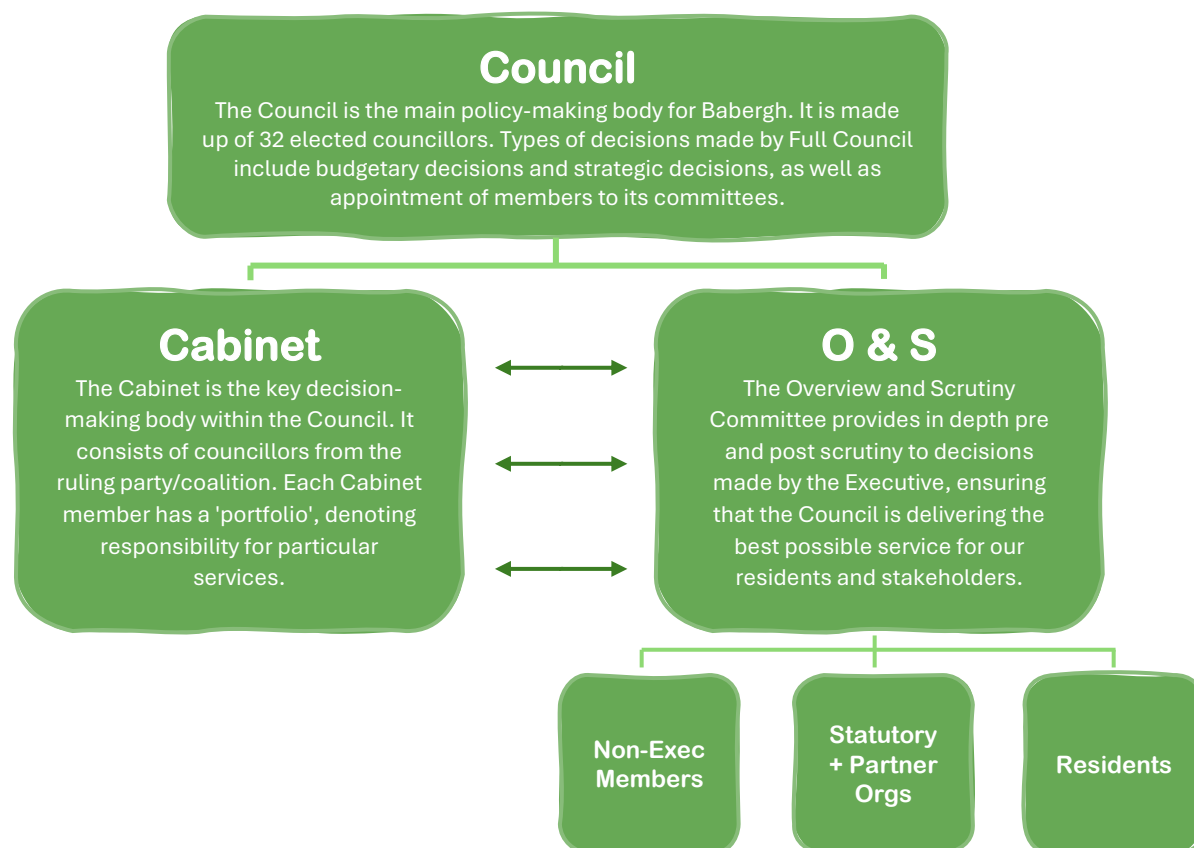 Council
The Council is the main policy-making body for Babergh. It is made
up of 32 elected councillors. Types of decisions made by Full Council
include budgetary decisions and strategic decisions, as well as
appointment of members to its committees.
Cabinet
The Cabinet is the key decision-
making body within the Council. It
consists of councillors from the
ruling party/coalition. Each Cabinet
member has a 'portfolio', denoting
responsibility for particular
services.
O & S
The Overview and Scrutiny
Committee provides in depth pre
and post scrutiny to decisions
made by the Executive, ensuring
that the Council is delivering the
best possible service for our
residents and stakeholders.
Non-Exec
Members
Statutory
+ Partner
Orgs
Residents